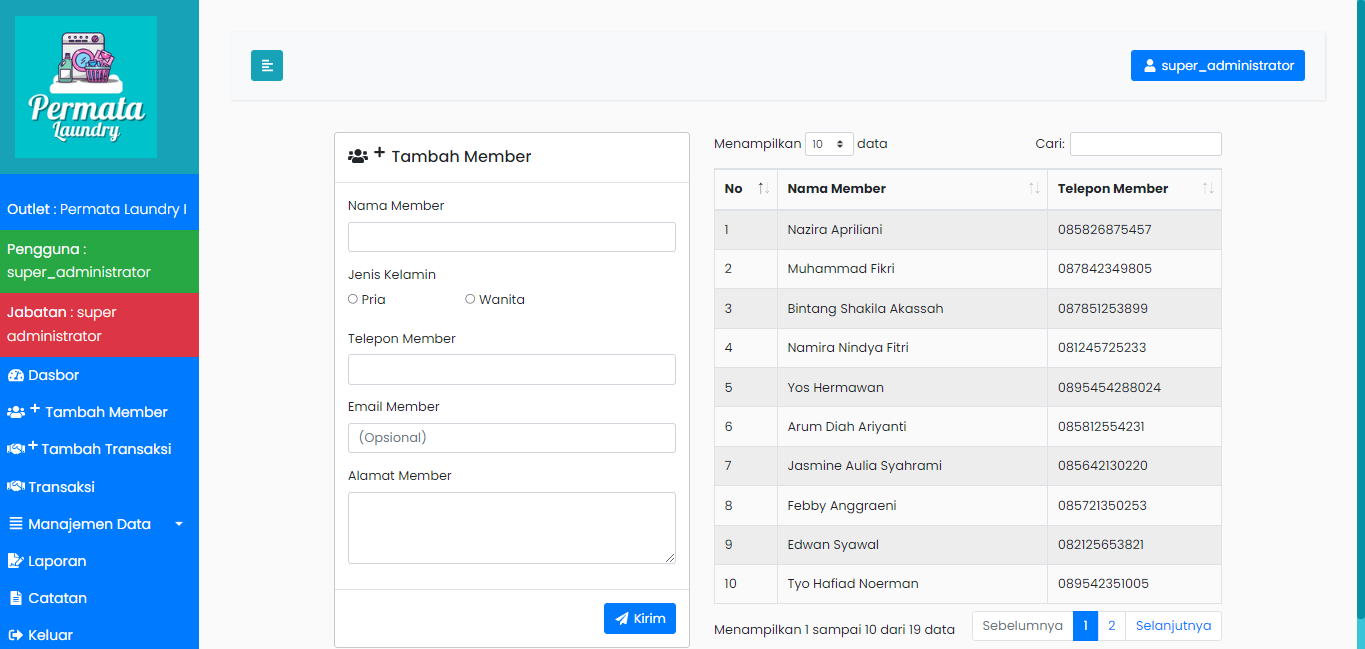 Permata
Laundry
Outlet : Permata Laundry I
Pengguna :
super_administrator
Jabatan : super
administrator
Dasbor
Tambah Member
Tambah Transaksi
Transaksi
Manajemen Data
Laporan
Catatan
Keluar
super_administrator
Tambah Member
Nama Member
Jenis Kelamin
Pria Wanita
Telepon Member
Email Member
(Opsional)
Alamat Member
Kirim
Menampilkan 10 data Cari:
No Nama Member Telepon Member
1 Nazira Apriliani 085826875457
2 Muhammad Fikri 087842349805
3 Bintang Shakila Akassah 087851253899
4 Namira Nindya Fitri 081245725233
5 Yos Hermawan 0895454288024
6 Arum Diah Ariyanti 085812554231
7 Jasmine Aulia Syahrami 085642130220
8 Febby Anggraeni 085721350253
9 Edwan Syawal 082125653821
10 Tyo Hafiad Noerman 089542351005
Menampilkan 1 sampai 10 dari 19 data Sebelumnya 1 2 Selanjutnya